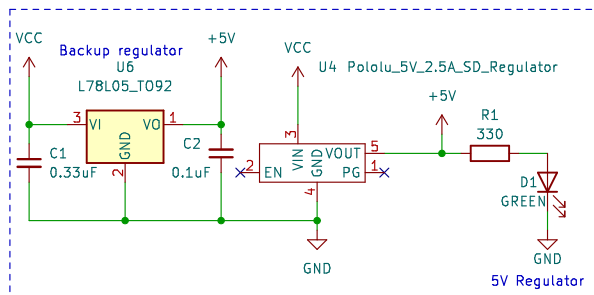 VCC
Backup regulator
+5V
U6
L78L05_TO92
3
VI
VO
1
GND
2
C1
0.33uF
C2
0.1uF
VCC
U4
Pololu_5V_2.5A_SD_Regulator
3
VIN
GND
VOUT
5
2
EN
PG
1
4
GND
+5V
R1
330
D1
GREEN
GND
5V Regulator